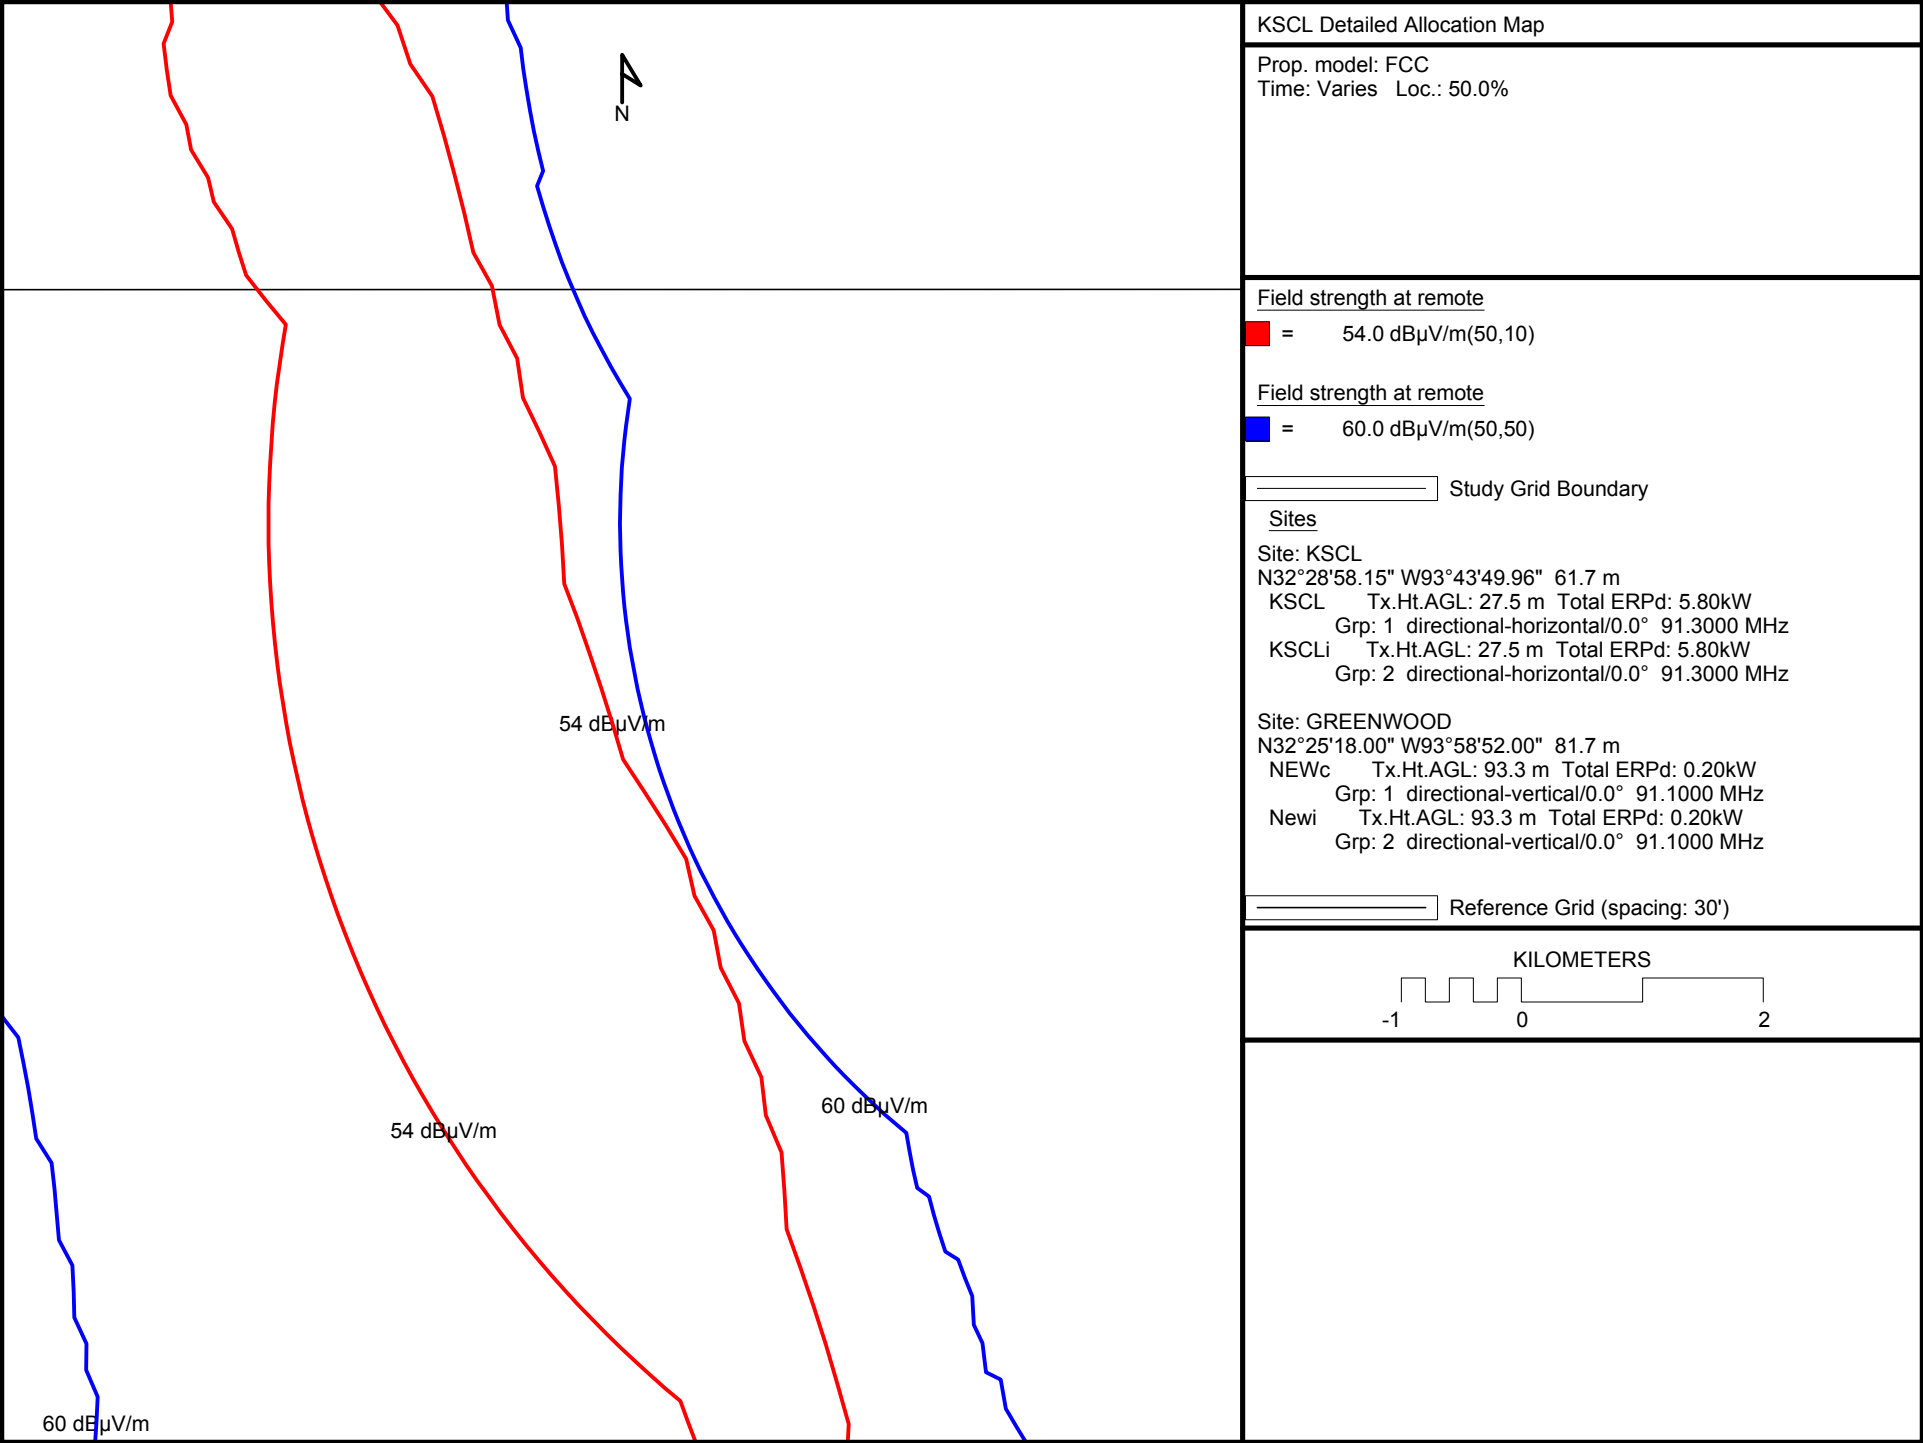 N
54 dBµV/m
60 dBµV/m
54 dBµV/m
60 dBµV/m
KSCL Detailed Allocation Map
Prop. model: FCC
Time: Varies Loc.: 50.0%
Field strength at remote
= 54.0 dBµV/m(50,10)
Field strength at remote
= 60.0 dBµV/m(50,50)
Study Grid Boundary
Sites
Site: KSCL
N32°28'58.15" W93°43'49.96" 61.7 m
KSCL Tx.Ht.AGL: 27.5 m Total ERPd: 5.80kW
Grp: 1 directional-horizontal/0.0° 91.3000 MHz
KSCLi Tx.Ht.AGL: 27.5 m Total ERPd: 5.80kW
Grp: 2 directional-horizontal/0.0° 91.3000 MHz
Site: GREENWOOD
N32°25'18.00" W93°58'52.00" 81.7 m
NEWc Tx.Ht.AGL: 93.3 m Total ERPd: 0.20kW
Grp: 1 directional-vertical/0.0° 91.1000 MHz
Newi Tx.Ht.AGL: 93.3 m Total ERPd: 0.20kW
Grp: 2 directional-vertical/0.0° 91.1000 MHz
Reference Grid (spacing: 30')
KILOMETERS
-1 0 2